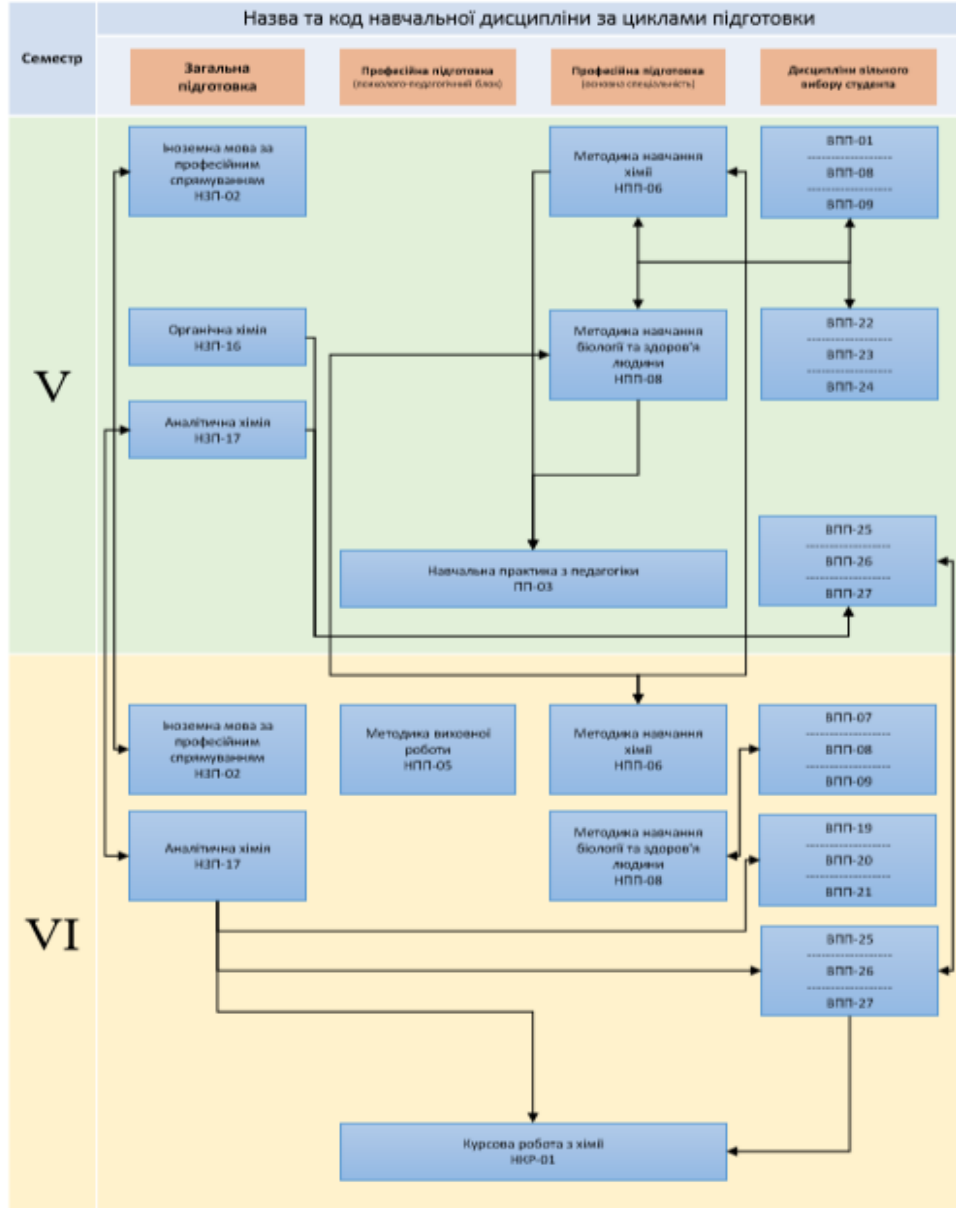 Назва та код навчальної дисципліни за циклами підготовки
Семестр
Загальна
підготовка
Професійна підготовка
(психолого-педагогічний блок)
Професійна підготовка
(основна спеціальність)
Дисципліни вільного
вибору студента
V
Іноземна мова за
професійним
спрямуванням
НЗП-02
Методика навчання
хімії
НПП-06
ВПП-01
--------------------
ВПП-08
--------------------
ВПП-09
Органічна хімія
НЗП-16
Методика навчання
біології та здоров'я
людини
НПП-08
ВПП-22
--------------------
ВПП-23
--------------------
ВПП-24
Аналітична хімія
НЗП-17
Навчальна практика з педагогіки
ПП-03
ВПП-25
--------------------
ВПП-26
--------------------
ВПП-27
VI
Іноземна мова за
професійним
спрямуванням
НЗП-02
Методика виховної
роботи
НПП-05
Методика навчання
хімії
НПП-06
ВПП-07
--------------------
ВПП-08
--------------------
ВПП-09
Аналітична хімія
НЗП-17
Методика навчання
біології та здоров'я
людини
НПП-08
ВПП-19
--------------------
ВПП-20
--------------------
ВПП-21
ВПП-25
--------------------
ВПП-26
--------------------
ВПП-27
Курсова робота з хімії
НКР-01